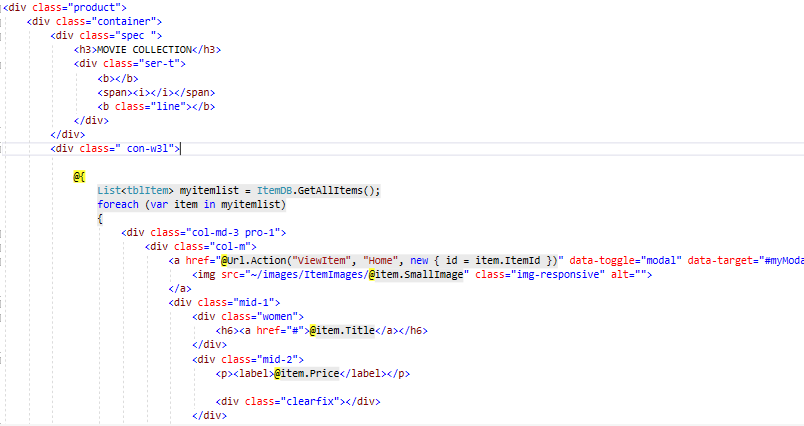 <div class="product">
<div class="container">
<div class="spec ">
<h3>MOVIE COLLECTION</h3>
<div class="ser-t">
<b></b>
<span><i></i></span>
<b class="line"></b>
</div>
</div>
<div class=" con-w3l">
@{
List<tblItem> myitemlist = ItemDB.GetAllItems();
foreach (var item in myitemlist)
{
<div class="col-md-3 pro-1">
<div class="col-m">
<a href="@Url.Action("ViewItem", "Home", new { id = item.ItemId })" data-toggle="modal" data-target="#myModa
<img src="~/images/ItemImages/@item.SmallImage" class="img-responsive" alt="">
</a>
<div class="mid-1">
<div class="women">
<h6><a href="#">@item.Title</a></h6>
</div>
<div class="mid-2">
<p><label>@item.Price</label></p>
<div class="clearfix"></div>
</div>